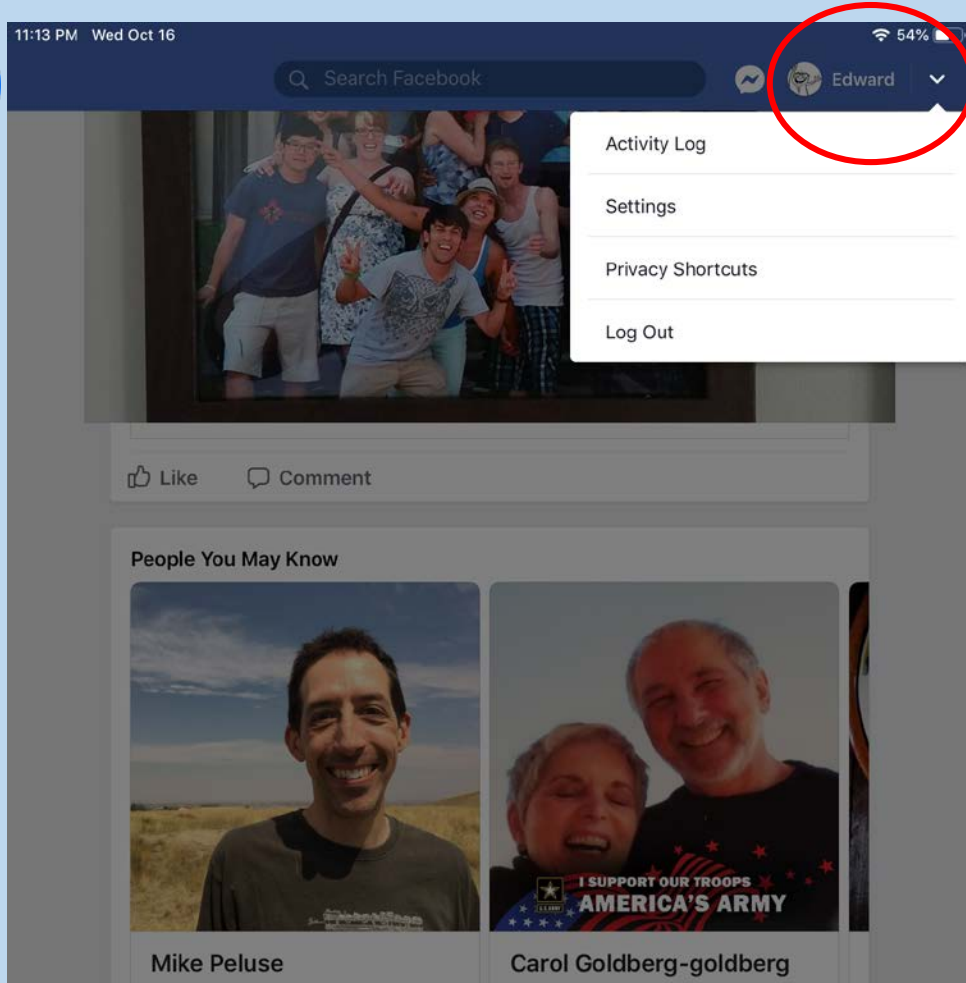 11:13 PM Wed Oct 16
54%
Search Facebook
Edward
Activity Log
Settings
Privacy Shortcuts
Log Out
Like
Comment
People You May Know
I SUPPORT OUR TROOPS
U.S. ARMY
AMERICA'S ARMY
Mike Peluse
Carol Goldberg-goldberg